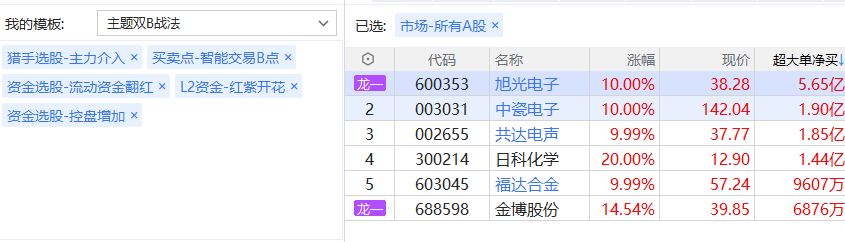 我的模板: 主题双B战法
猎手选股-主力介入 × 买卖点-智能交易B点 ×
资金选股-流动资金翻红 × L2资金-红紫开花 ×
资金选股-控盘增加 ×
已选: 市场-所有A股 ×
代码 名称 涨幅 现价 超大单净买↓
龙一 600353 旭光电子 10.00% 38.28 5.65亿
2 003031 中瓷电子 10.00% 142.04 1.90亿
3 002655 共达电声 9.99% 37.77 1.85亿
4 300214 日科化学 20.00% 12.90 1.44亿
5 603045 福达合金 9.99% 57.24 9607万
龙一 688598 金博股份 14.54% 39.85 6876万